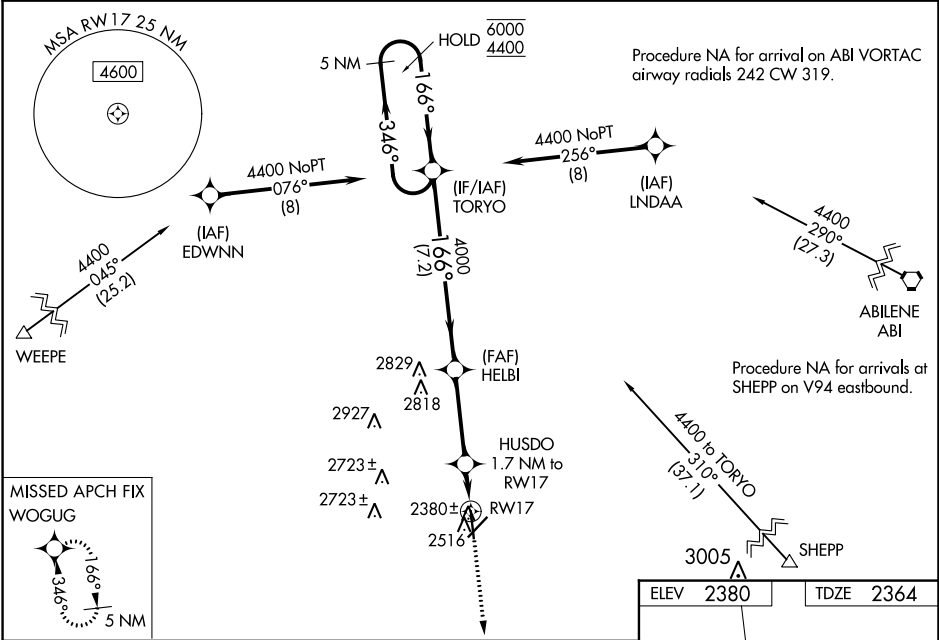 MSA RW17 25 NM
4600
HOLD 6000
4400
5 NM
166°
346°
Procedure NA for arrival on ABI VORTAC
airway radials 242 CW 319.
4400 NoPT
076°
(8)
(IAF)
EDWNN
(IF/IAF)
TORYO
4400 NoPT
256°
(8)
(IAF)
LNDAA
4400
045°
(25.2)
WEEPE
4000
166°
(7.2)
4400
290°
(27.3)
ABILENE
ABI
(FAF)
HELBI
2829
2818
2927
Procedure NA for arrivals at
SHEPP on V94 eastbound.
4400 to TORYO
310°
(37.1)
SHEPP
HUSDO
1.7 NM to
RW17
2723±
2723±
2380±
RW17
2516
3005
MISSED APCH FIX
WOGUG
166°
346°
5 NM
ELEV 2380
TDZE 2364